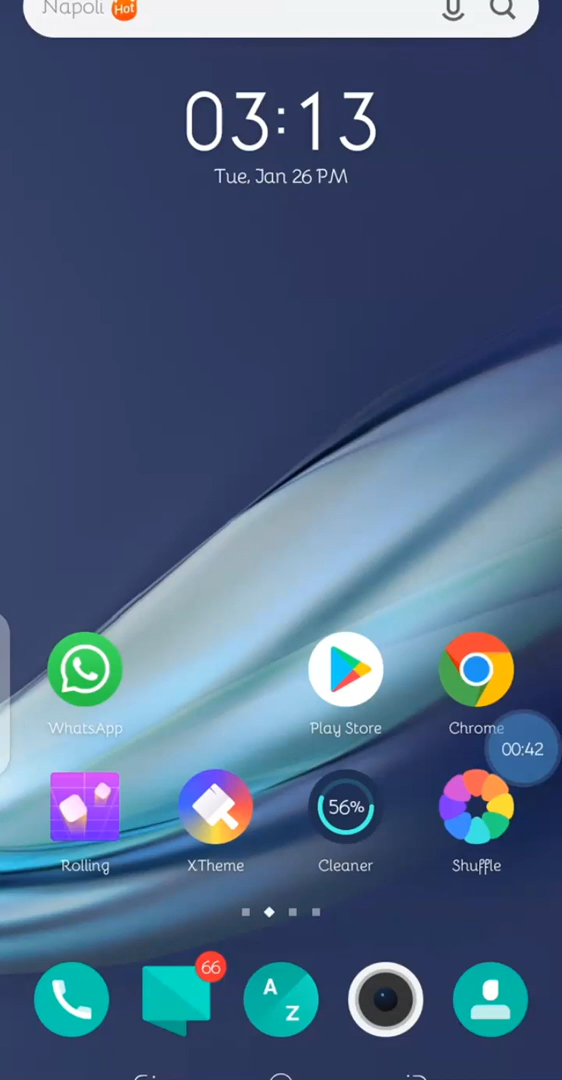 Napoli Hot
03:13
Tue, Jan 26 PM
WhatsApp
Play Store
Chrome
00:42
56%
Rolling
XTheme
Cleaner
Shuffle
66
A
Z